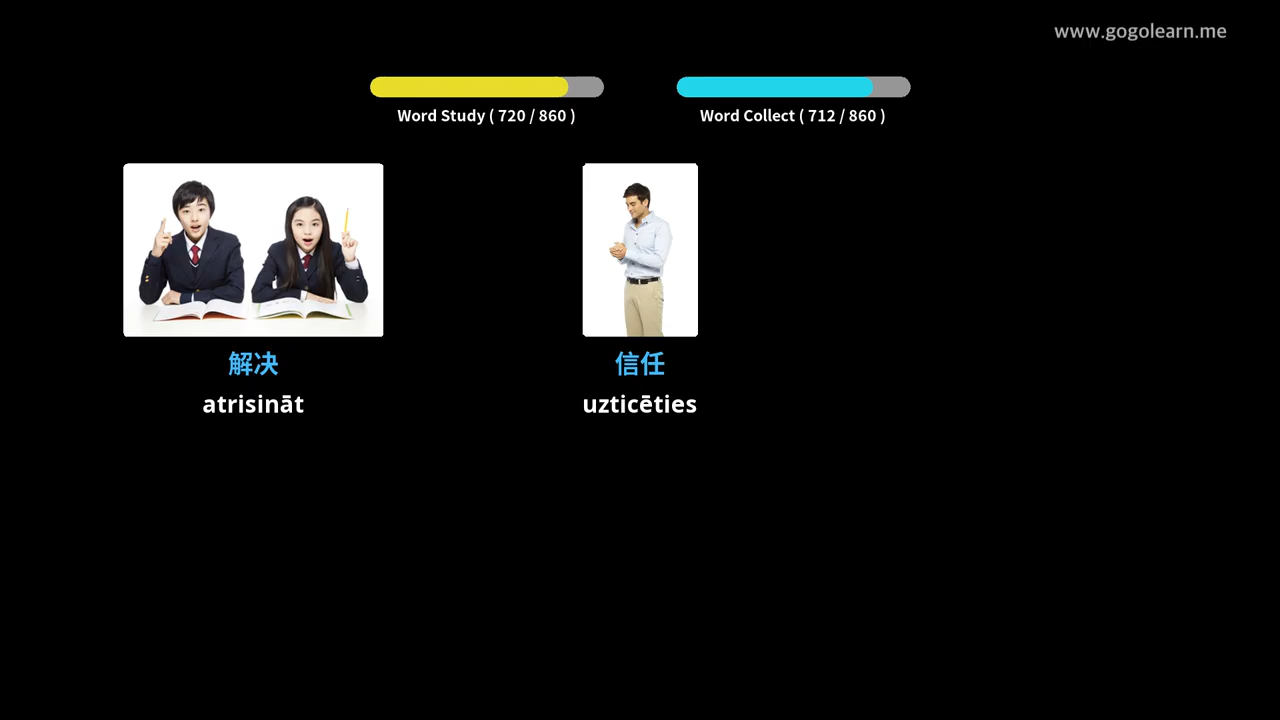 www.gogolearn.me
Word Study ( 720 / 860 )
Word Collect ( 712 / 860 )
解决
信任
atrisināt
uzticēties